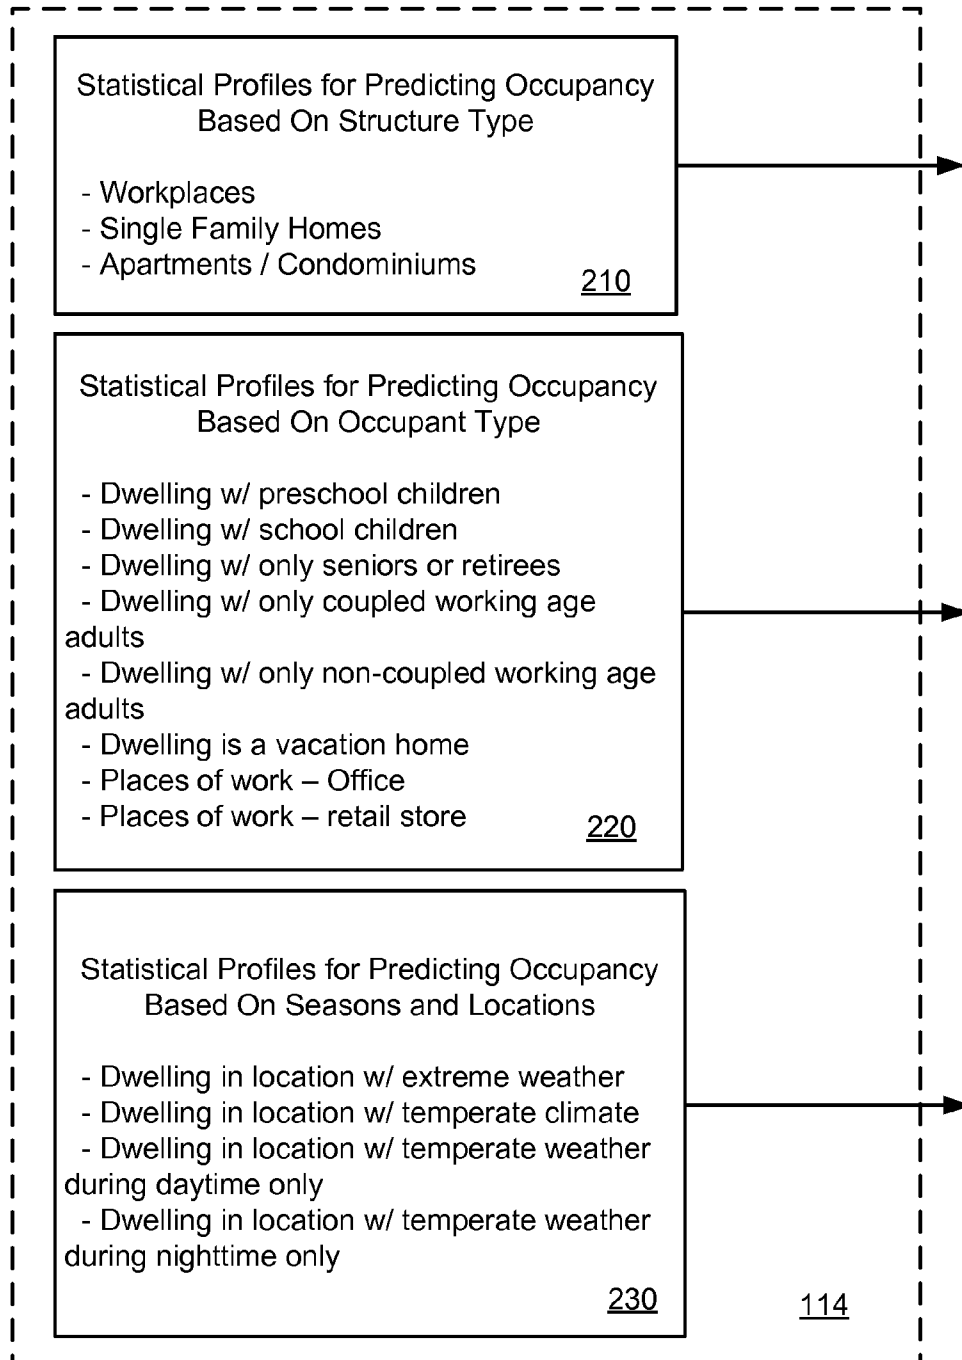 Statistical Profiles for Predicting Occupancy
Based On Structure Type
- Workplaces
- Single Family Homes
- Apartments / Condominiums
210
Statistical Profiles for Predicting Occupancy
Based On Occupant Type
- Dwelling w/ preschool children
- Dwelling w/ school children
- Dwelling w/ only seniors or retirees
- Dwelling w/ only coupled working age
adults
- Dwelling w/ only non-coupled working age
adults
- Dwelling is a vacation home
- Places of work – Office
- Places of work – retail store
220
Statistical Profiles for Predicting Occupancy
Based On Seasons and Locations
- Dwelling in location w/ extreme weather
- Dwelling in location w/ temperate climate
- Dwelling in location w/ temperate weather
during daytime only
- Dwelling in location w/ temperate weather
during nighttime only
230
114